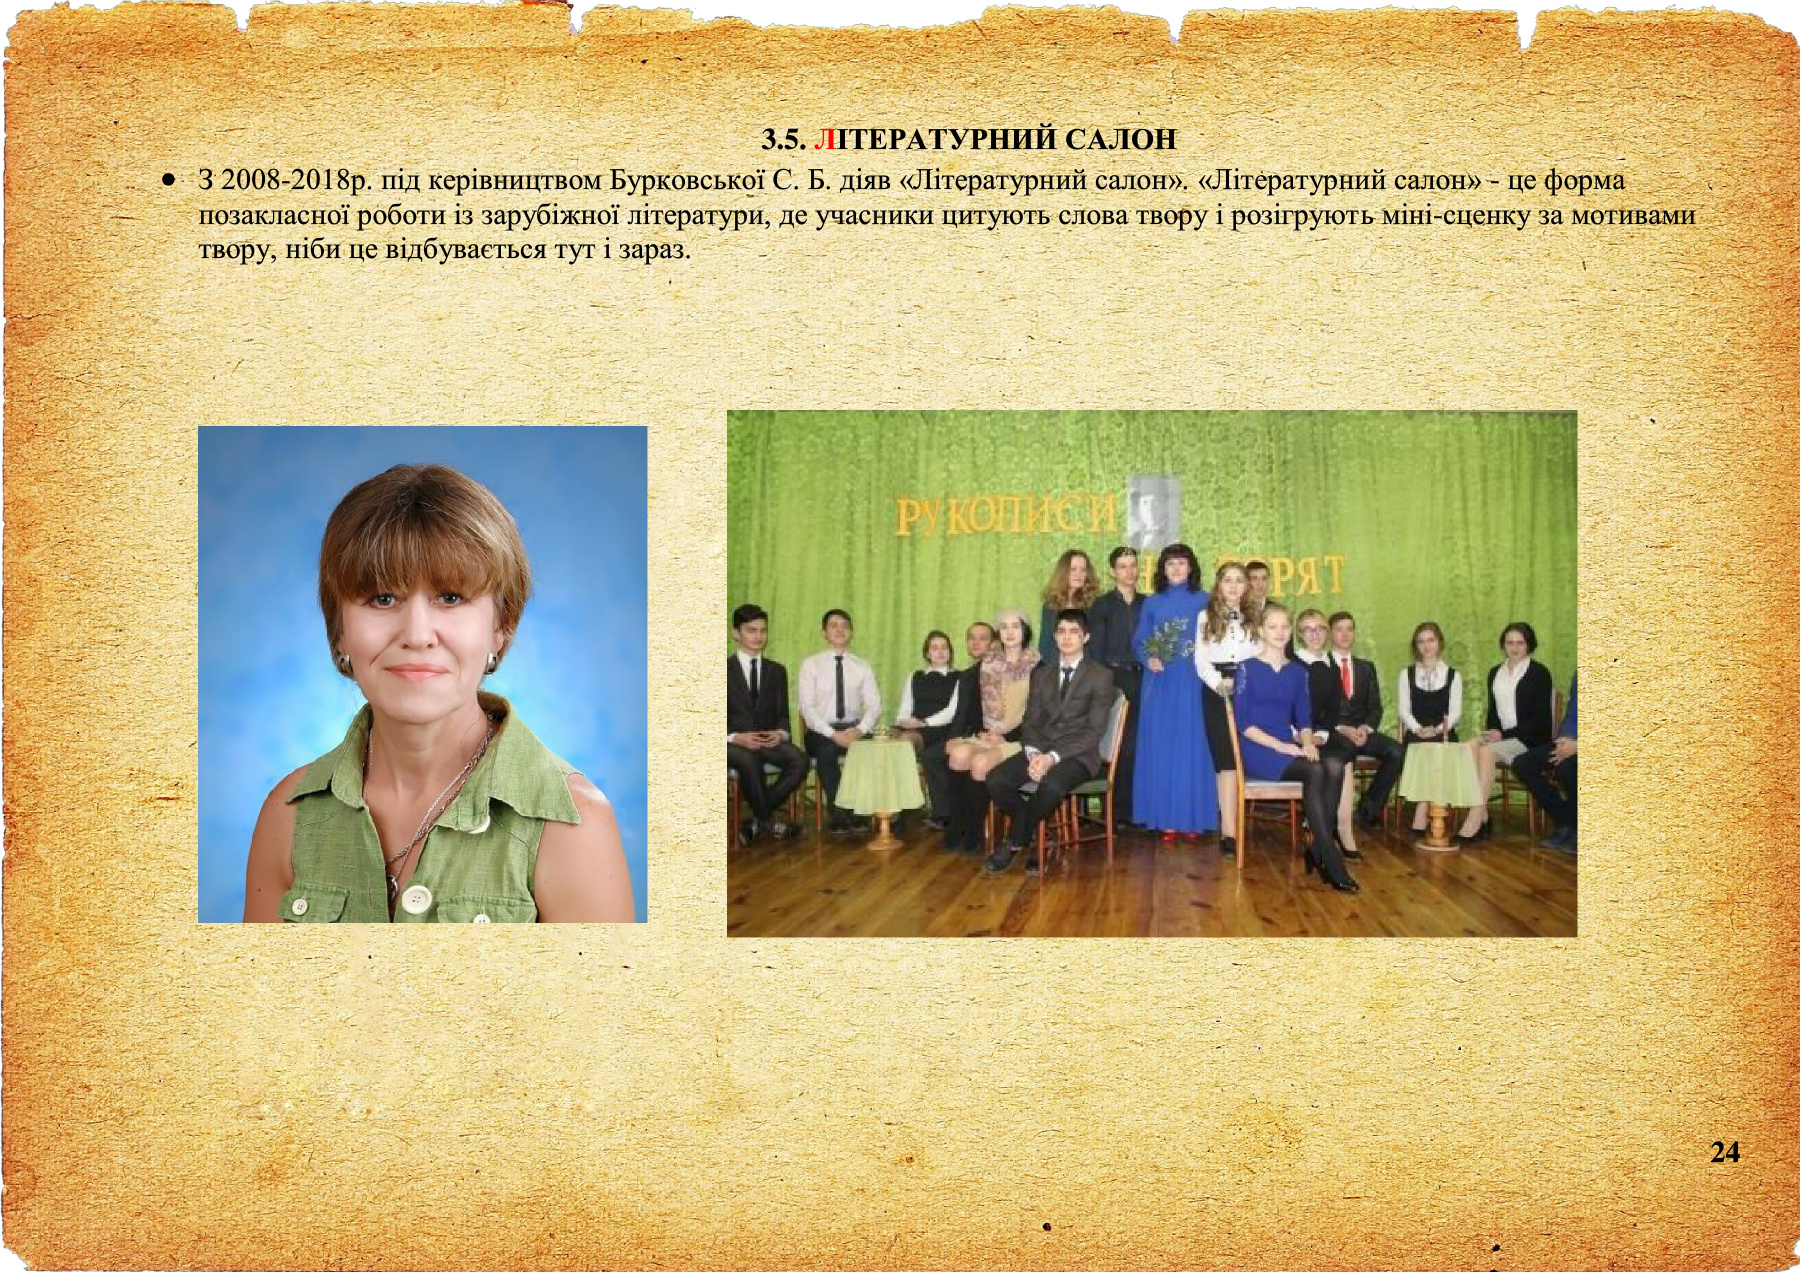 3.5. ЛІТЕРАТУРНИЙ САЛОН
● З 2008-2018р. під керівництвом Бурковської С. Б. діяв «Літературний салон». «Літературний салон» - це форма
позакласної роботи із зарубіжної літератури, де учасники цитують слова твору і розігрують міні-сценку за мотивами
твору, ніби це відбувається тут і зараз.
РУКОПИСИ
24